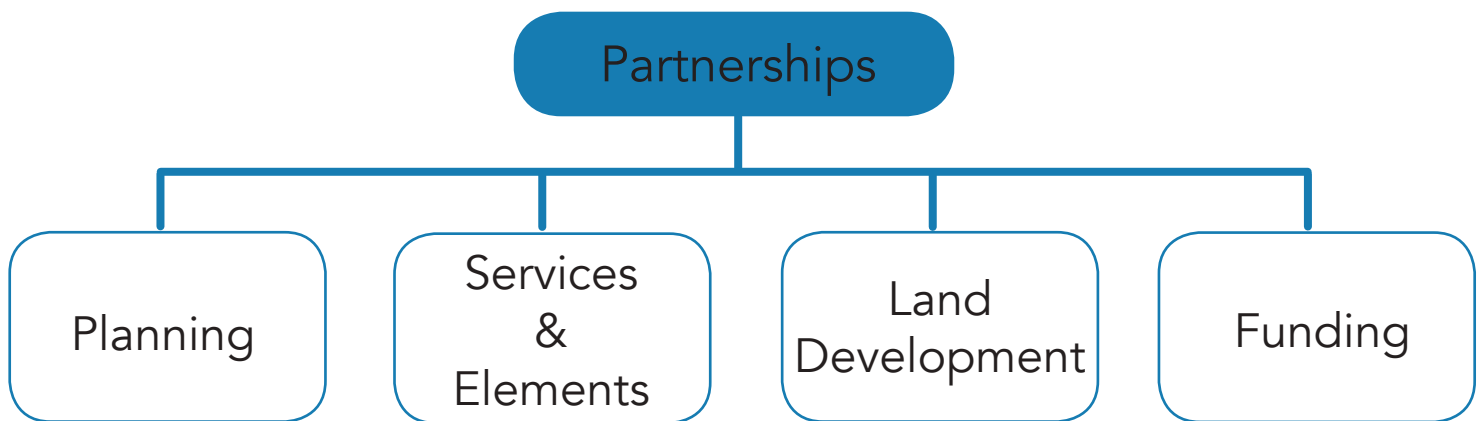 Partnerships
Planning
Services
&
Elements
Land
Development
Funding